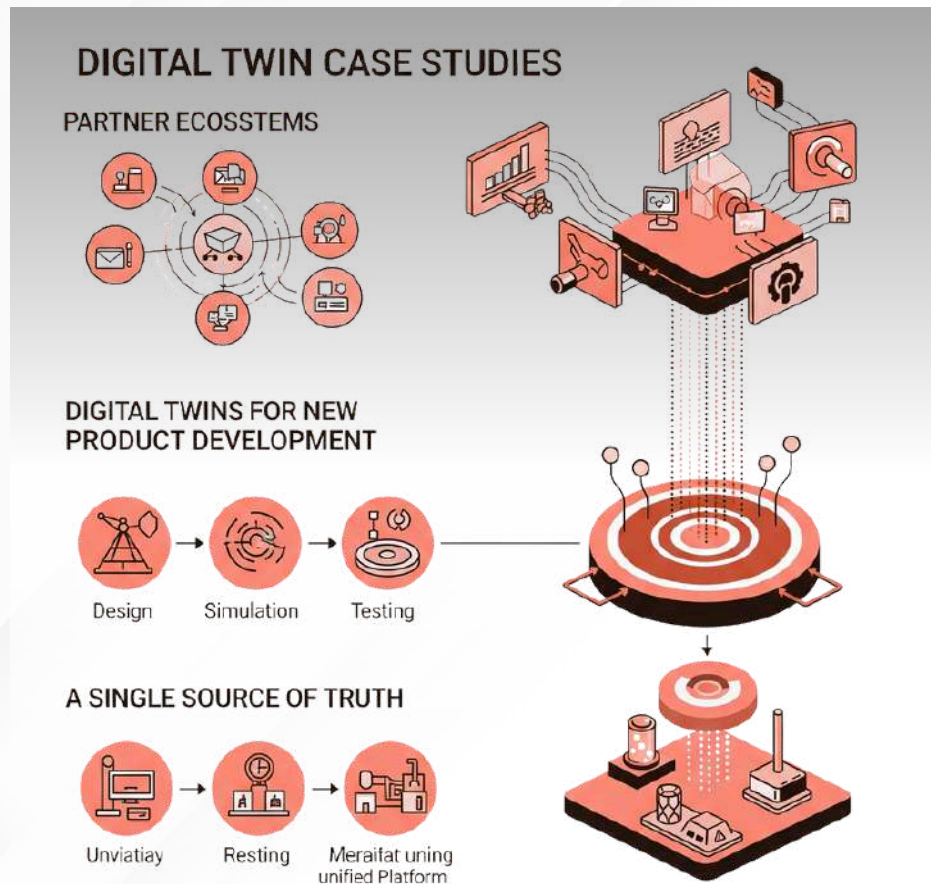 DIGITAL TWIN CASE STUDIES
PARTNER ECOSSTEMS
DIGITAL TWINS FOR NEW
PRODUCT DEVELOPMENT
Design
Simulation
Testing
A SINGLE SOURCE OF TRUTH
Unviatiay
Resting
Meraifat uning
unified Platform